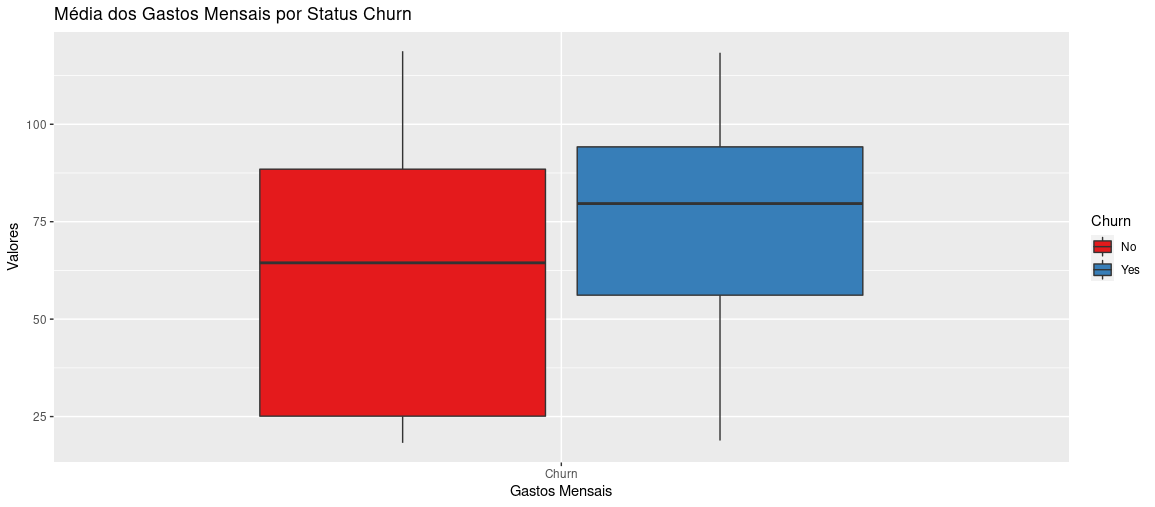 Média dos Gastos Mensais por Status Churn
100
75
50
25
Valores
Churn
Gastos Mensais
Churn
No
Yes